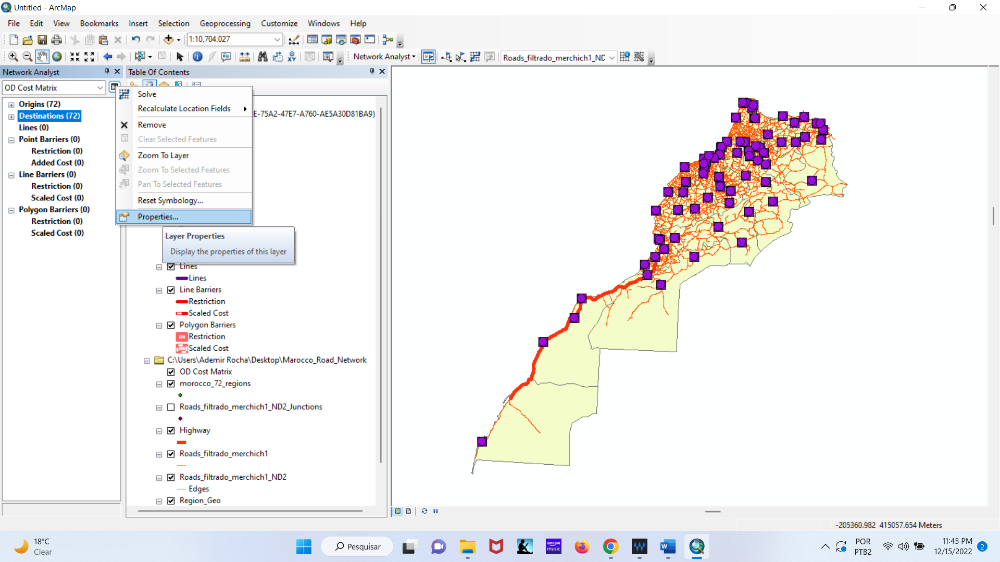 Untitled - ArcMap
File Edit View Bookmarks Insert Selection Geoprocessing Customize Windows Help
1:10,704,027
Network Analyst
Roads_filtrado_merchich1_ND
Network Analyst
OD Cost Matrix
Origins (72)
Destinations (72)
Lines (0)
Point Barriers (0)
Restriction (0)
Added Cost (0)
Line Barriers (0)
Restriction (0)
Scaled Cost (0)
Polygon Barriers (0)
Restriction (0)
Scaled Cost (0)
Table Of Contents
E-75A2-47E7-A760-AE5A30D81BA9}
Solve
Recalculate Location Fields
Remove
Clear Selected Features
Zoom To Layer
Zoom To Selected Features
Pan To Selected Features
Reset Symbology...
Properties...
Layer Properties
Display the properties of this layer
Lines
Lines
Line Barriers
Restriction
Scaled Cost
Polygon Barriers
Restriction
Scaled Cost
C:\Users\Ademir Rocha\Desktop\Marocco_Road_Network
OD Cost Matrix
morocco_72_regions
Roads_filtrado_merchich1_ND2_Junctions
Highway
Roads_filtrado_merchich1
Roads_filtrado_merchich1_ND2
Edges
Region_Geo
-205360.982 415057.654 Meters
18°C
Clear
Pesquisar
amazon
music
POR
PTB2
11:45 PM
12/15/2022
2